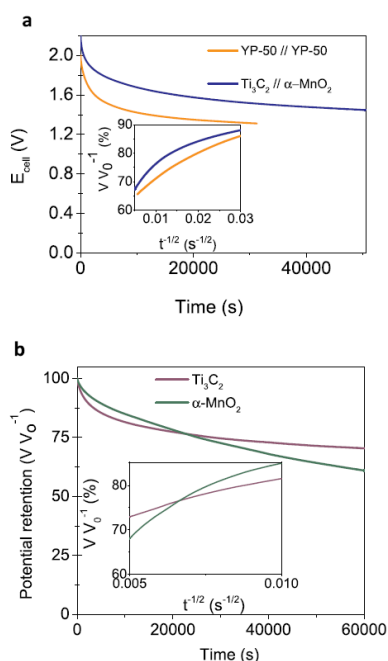 a
2.0
1.6
1.2
0.8
0.4
0.0
E_cell (V)
YP-50 // YP-50
Ti₃C₂ // α-MnO₂
90
80
70
60
V V₀⁻¹ (%)
0.01 0.02 0.03
t⁻¹/² (s⁻¹/²)
0 20000 40000
Time (s)
b
100
75
50
25
0
Potential retention (V V₀⁻¹)
Ti₃C₂
α-MnO₂
80
70
60
V V₀⁻¹ (%)
0.005 0.010
t⁻¹/² (s⁻¹/²)
0 20000 40000 60000
Time (s)